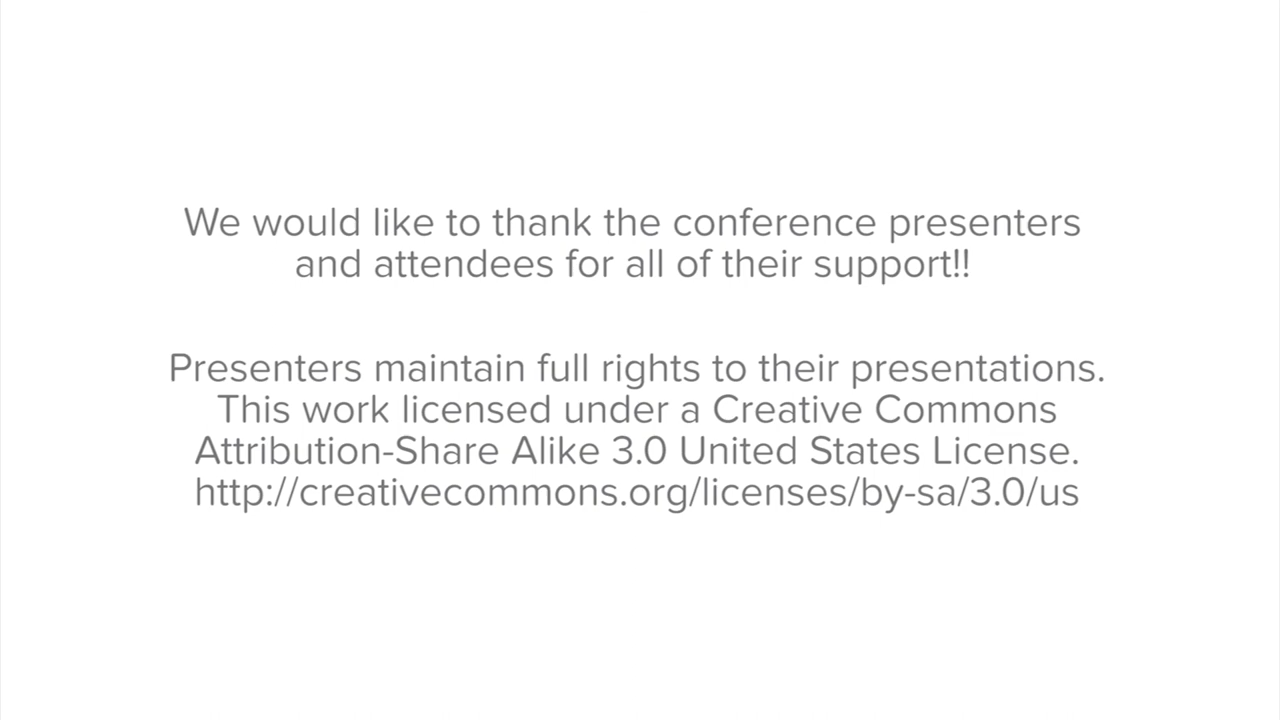 We would like to thank the conference presenters
and attendees for all of their support!!
Presenters maintain full rights to their presentations.
This work licensed under a Creative Commons
Attribution-Share Alike 3.0 United States License.
http://creativecommons.org/licenses/by-sa/3.0/us